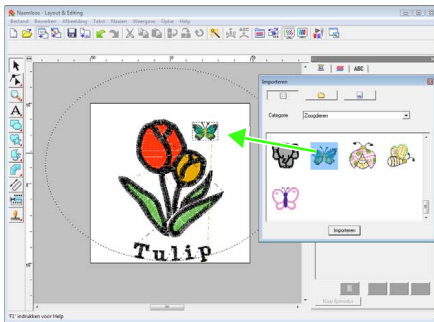 Naamloos - Layout & Editing
Bestand Bewerken Afbeelding Tekst Naaien Weergave Optie Help
ABC
Importeren
Categorie
Zoogdieren
Importeren
Tulip
'F1' indrukken voor Help